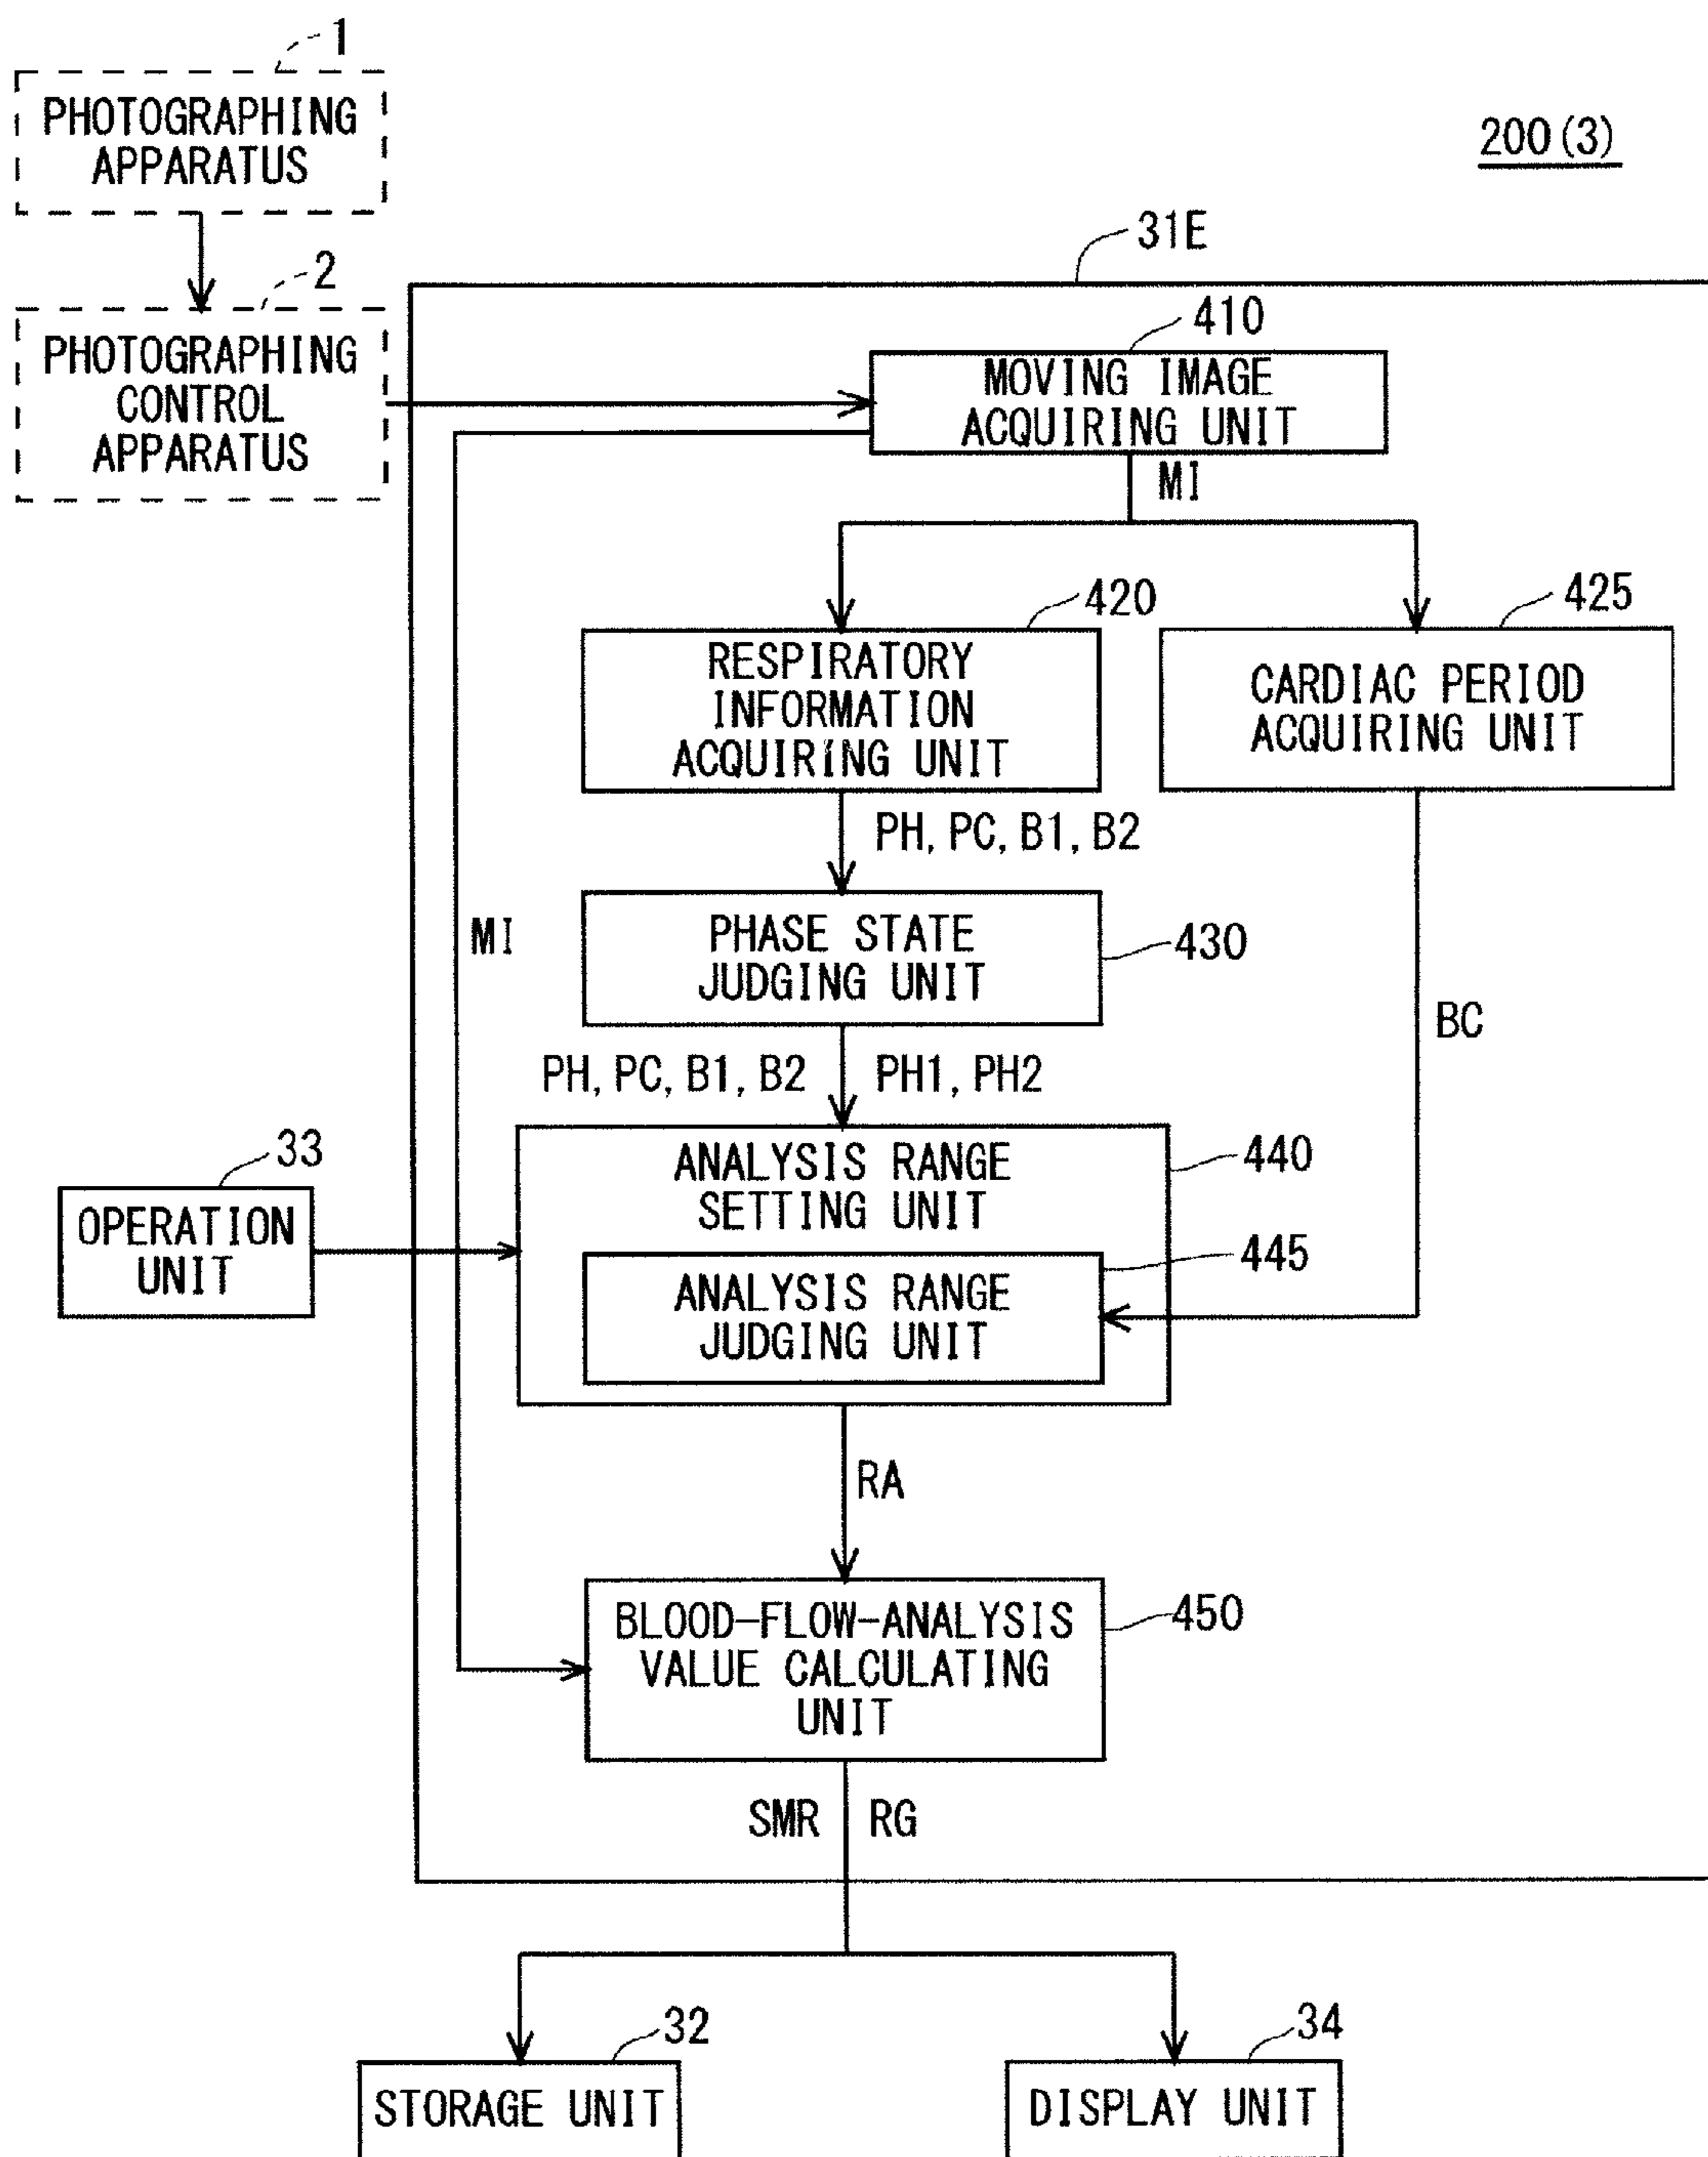 1
PHOTOGRAPHING
APPARATUS
200(3)
31E
2
PHOTOGRAPHING
CONTROL
APPARATUS
410
MOVING IMAGE
ACQUIRING UNIT
MI
420
425
RESPIRATORY
INFORMATION
ACQUIRING UNIT
CARDIAC PERIOD
ACQUIRING UNIT
PH, PC, B1, B2
MI
PHASE STATE
JUDGING UNIT
430
BC
PH, PC, B1, B2
PH1, PH2
33
OPERATION
UNIT
ANALYSIS RANGE
SETTING UNIT
440
445
ANALYSIS RANGE
JUDGING UNIT
RA
BLOOD-FLOW-ANALYSIS
VALUE CALCULATING
UNIT
450
SMR
RG
32
34
STORAGE UNIT
DISPLAY UNIT